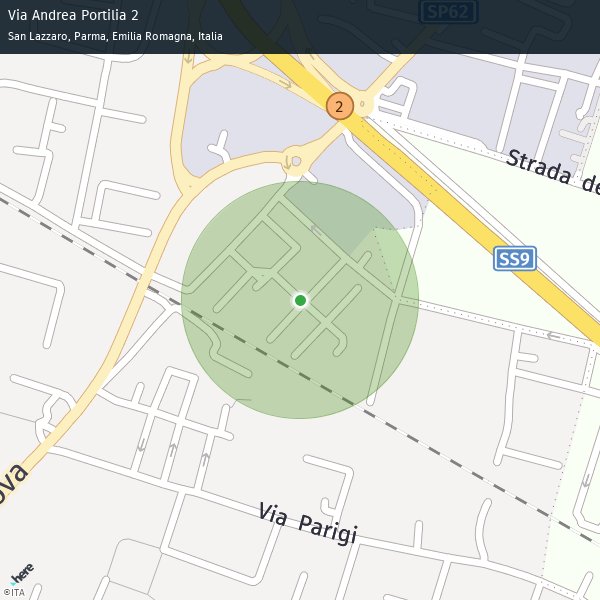 Via Andrea Portilia 2
San Lazzaro, Parma, Emilia Romagna, Italia
SP62
2
Strada de
SS9
ova
Via Parigi
here
©ITA